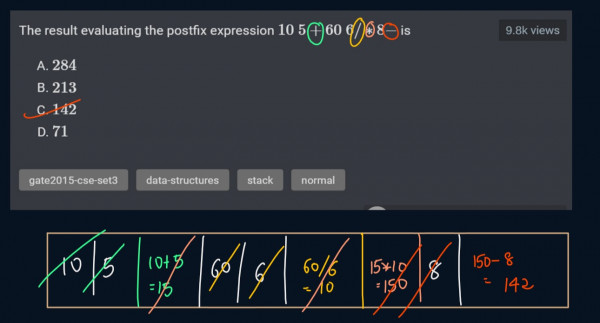 The result evaluating the postfix expression 10 5 + 60 6 / * 8 − is
9.8k views
A. 284
B. 213
C. 142
D. 71
gate2015-cse-set3 data-structures stack normal
10 5 10+5 60 6 60/6 15*10 8 150-8
=15 =10 =150 = 142